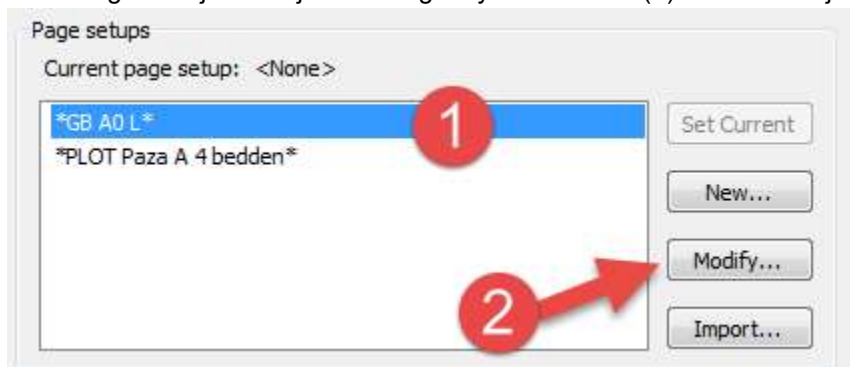 Page setups
Current page setup: <None>
*GB A0 L*
1
Set Current
*PLOT Paza A 4 bedden*
New...
Modify...
2
Import...